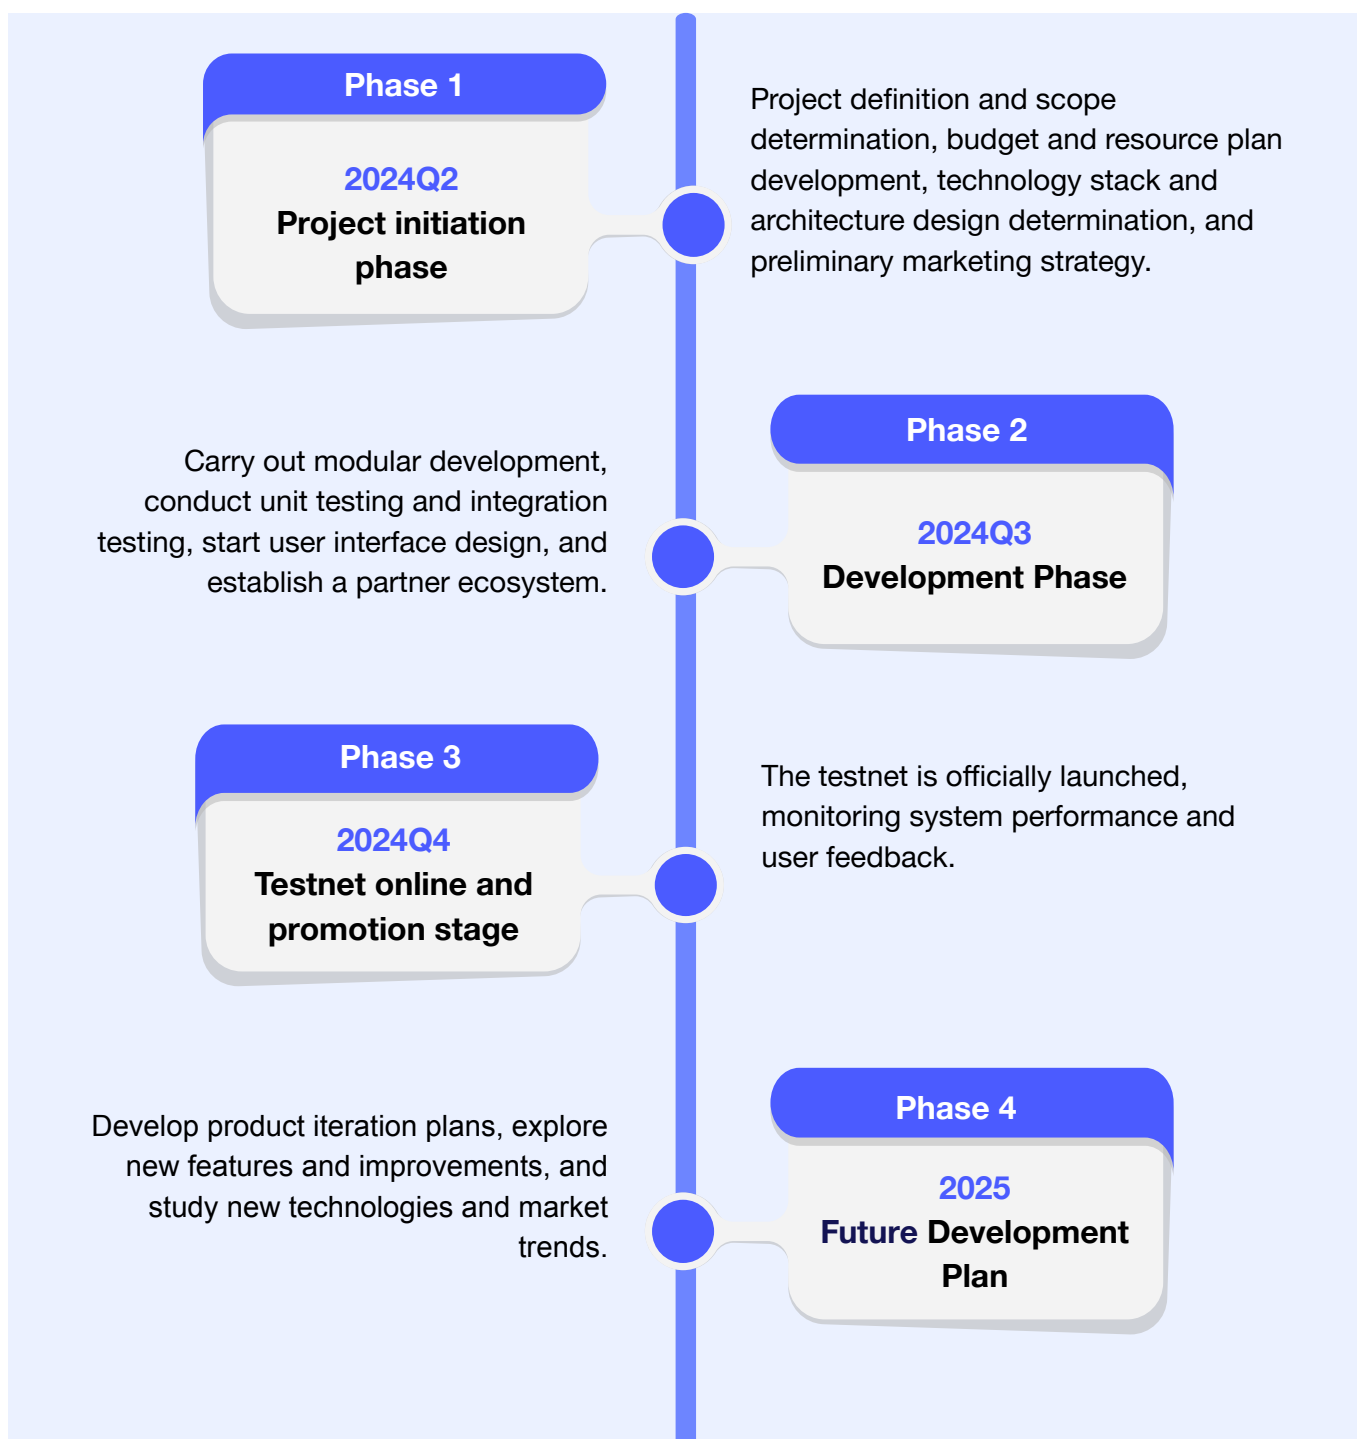 Phase 1
2024Q2
Project initiation
phase
Project definition and scope
determination, budget and resource plan
development, technology stack and
architecture design determination, and
preliminary marketing strategy.
Phase 2
2024Q3
Development Phase
Carry out modular development,
conduct unit testing and integration
testing, start user interface design, and
establish a partner ecosystem.
Phase 3
2024Q4
Testnet online and
promotion stage
The testnet is officially launched,
monitoring system performance and
user feedback.
Phase 4
2025
Future Development
Plan
Develop product iteration plans, explore
new features and improvements, and
study new technologies and market
trends.